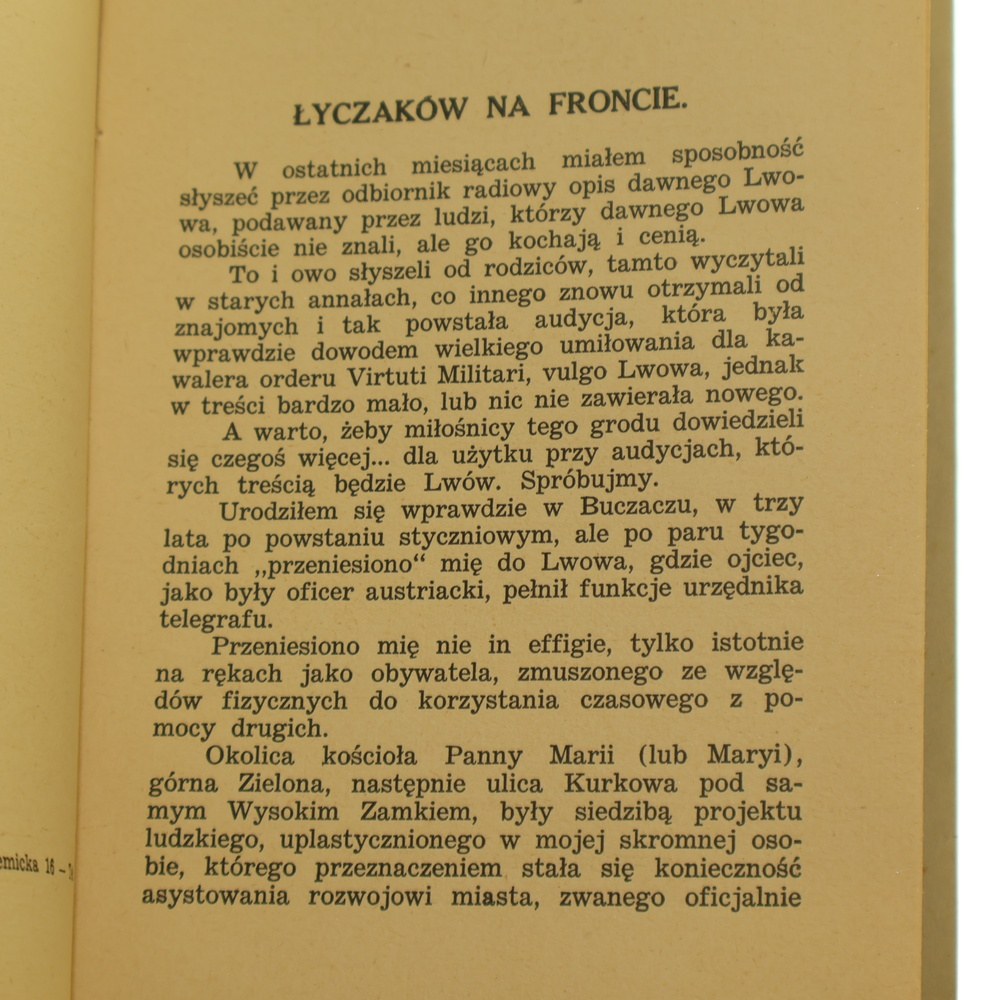 ŁYCZAKÓW NA FRONCIE.
W ostatnich miesiącach miałem sposobność
słyszeć przez odbiornik radiowy opis dawnego Lwo-
wa, podawany przez ludzi, którzy dawnego Lwowa
osobiście nie znali, ale go kochają i cenią.
To i owo słyszeli od rodziców, tamto wyczytali
w starych annałach, co innego znowu otrzymali od
znajomych i tak powstała audycja, która była
wprawdzie dowodem wielkiego umiłowania dla ka-
walera orderu Virtuti Militari, vulgo Lwowa, jednak
w treści bardzo mało, lub nic nie zawierała nowego.
A warto, żeby miłośnicy tego grodu dowiedzieli
się czegoś więcej... dla użytku przy audycjach, któ-
rych treścią będzie Lwów. Spróbujmy.
Urodziłem się wprawdzie w Buczaczu, w trzy
lata po powstaniu styczniowym, ale po paru tygo-
dniach „przeniesiono“ mię do Lwowa, gdzie ojciec,
jako były oficer austriacki, pełnił funkcje urzędnika
telegrafu.
Przeniesiono mię nie in effigie, tylko istotnie
na rękach jako obywatela, zmuszonego ze wzglę-
dów fizycznych do korzystania czasowego z po-
mocy drugich.
Okolica kościoła Panny Marii (lub Maryi),
górna Zielona, następnie ulica Kurkowa pod sa-
mym Wysokim Zamkiem, były siedzibą projektu
ludzkiego, uplastycznionego w mojej skromnej oso-
bie, którego przeznaczeniem stała się konieczność
asystowania rozwojowi miasta, zwanego oficjalnie
emicka 16 –